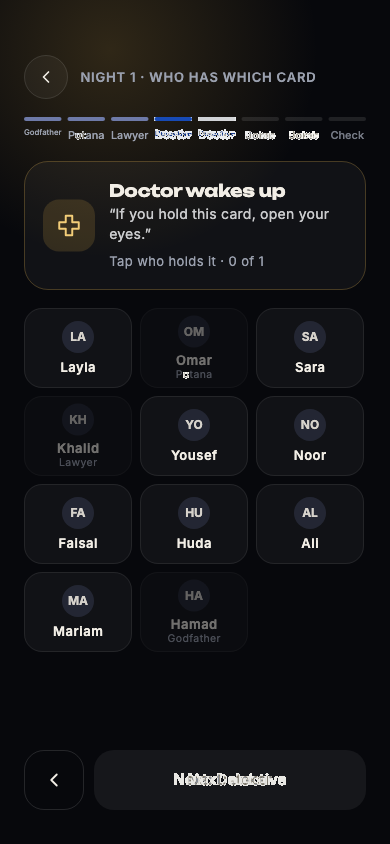 NIGHT 1 · WHO HAS WHICH CARD
Godfather Lawyer Check
Doctor wakes up
"If you hold this card, open your
eyes."
Tap who holds it · 0 of 1
LA OM SA
Layla Omar Sara
KH YO NO
Khalid Yousef Noor
Lawyer
FA HU AL
Faisal Huda Ali
MA HA
Mariam Hamad
Godfather